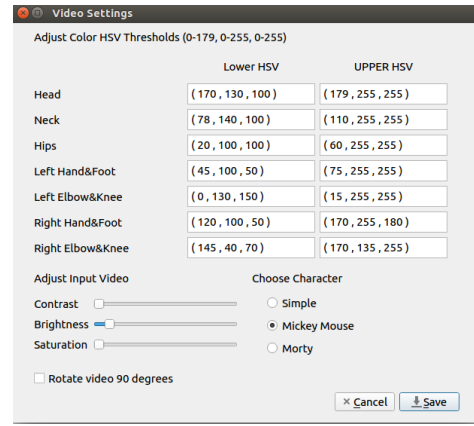 Video Settings
Adjust Color HSV Thresholds (0-179, 0-255, 0-255)
Lower HSV UPPER HSV
Head ( 170 , 130 , 100 ) ( 179 , 255 , 255 )
Neck ( 78 , 140 , 100 ) ( 110 , 255 , 255 )
Hips ( 20 , 100 , 100 ) ( 60 , 255 , 255 )
Left Hand&Foot ( 45 , 100 , 50 ) ( 75 , 255 , 255 )
Left Elbow&Knee ( 0 , 130 , 150 ) ( 15 , 255 , 255 )
Right Hand&Foot ( 120 , 100 , 50 ) ( 170 , 255 , 180 )
Right Elbow&Knee ( 145 , 40 , 70 ) ( 170 , 135 , 255 )
Adjust Input Video Choose Character
Contrast Simple
Brightness Mickey Mouse
Saturation Morty
Rotate video 90 degrees
Cancel Save